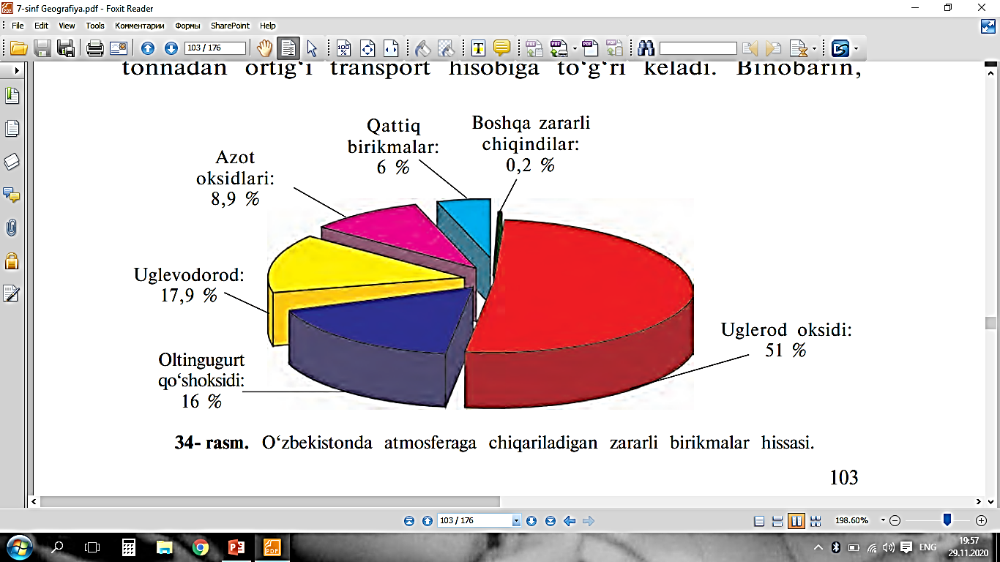 7-sinf Geografiya.pdf - Foxit Reader
File Edit View Tools Комментарии Формы SharePoint Help
103 / 176
tonnadan ortig‘i transport hisobiga to‘g‘ri keladi. Binobarin,
Qattiq
birikmalar:
6 %
Boshqa zararli
chiqindilar:
0,2 %
Azot
oksidlari:
8,9 %
Uglevodorod:
17,9 %
Uglerod oksidi:
51 %
Oltingugurt
qo‘shoksidi:
16 %
34- rasm. O‘zbekistonda atmosferaga chiqariladigan zararli birikmalar hissasi.
103
103 / 176
198.60%
ENG
19:57
29.11.2020